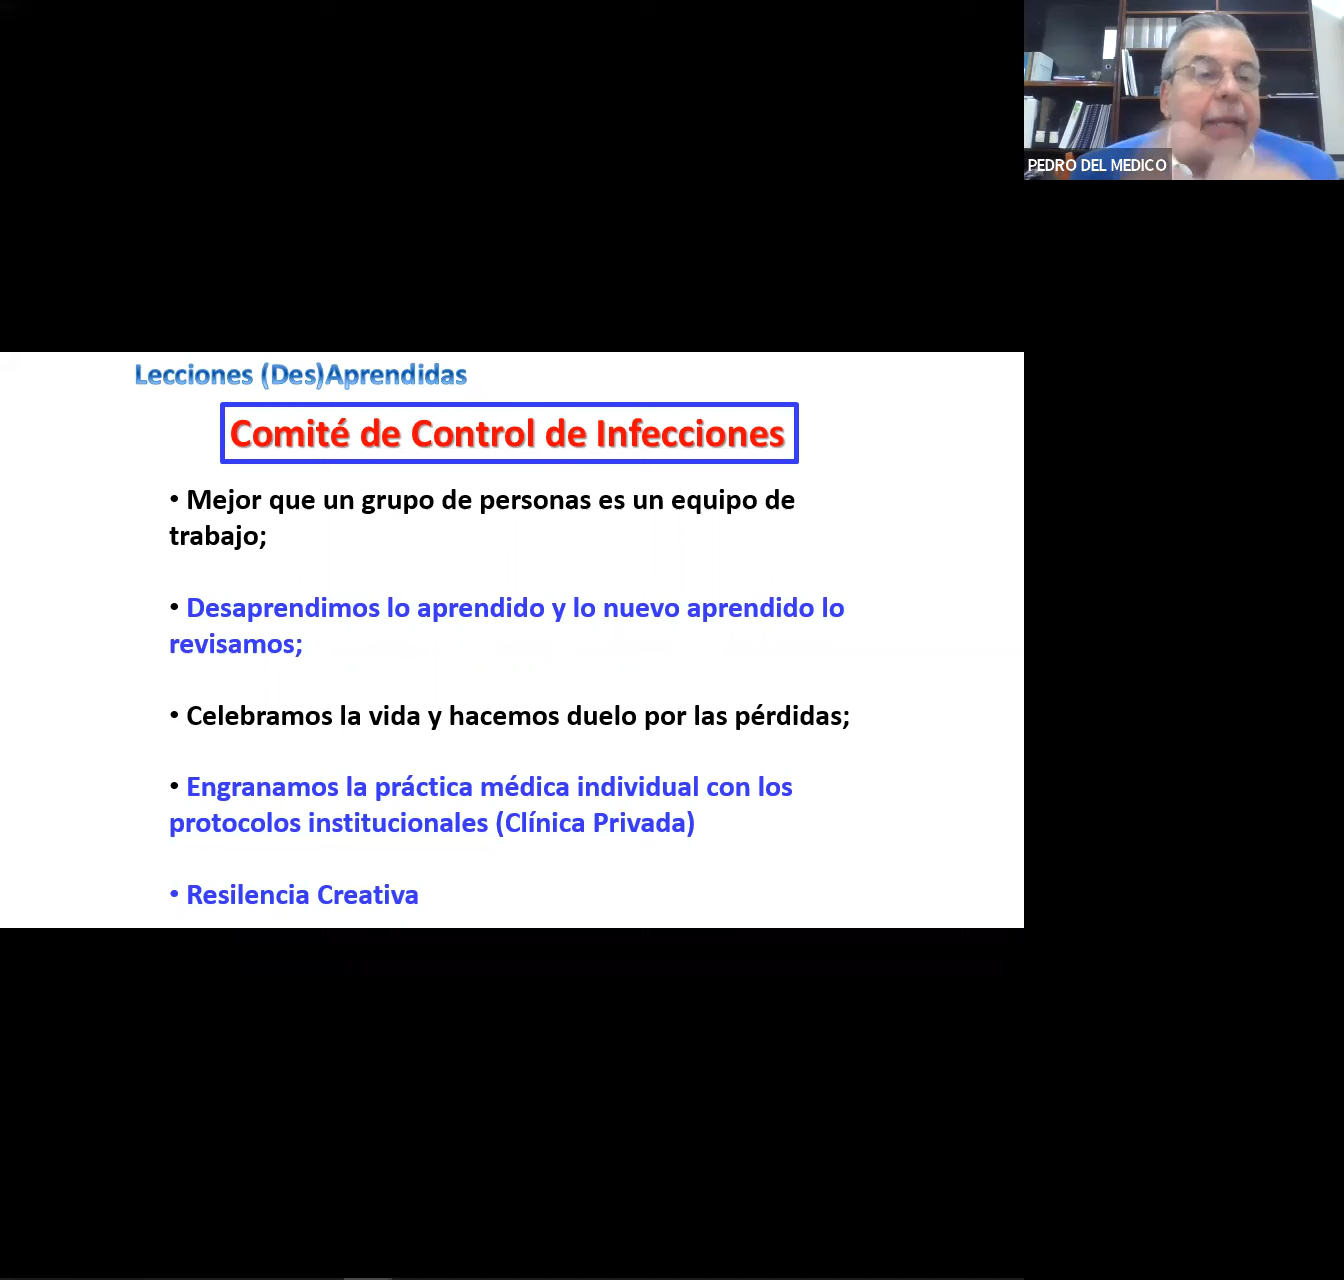 PEDRO DEL MEDICO
Lecciones (Des)Aprendidas
Comité de Control de Infecciones
• Mejor que un grupo de personas es un equipo de
trabajo;
• Desaprendimos lo aprendido y lo nuevo aprendido lo
revisamos;
• Celebramos la vida y hacemos duelo por las pérdidas;
• Engranamos la práctica médica individual con los
protocolos institucionales (Clínica Privada)
• Resilencia Creativa